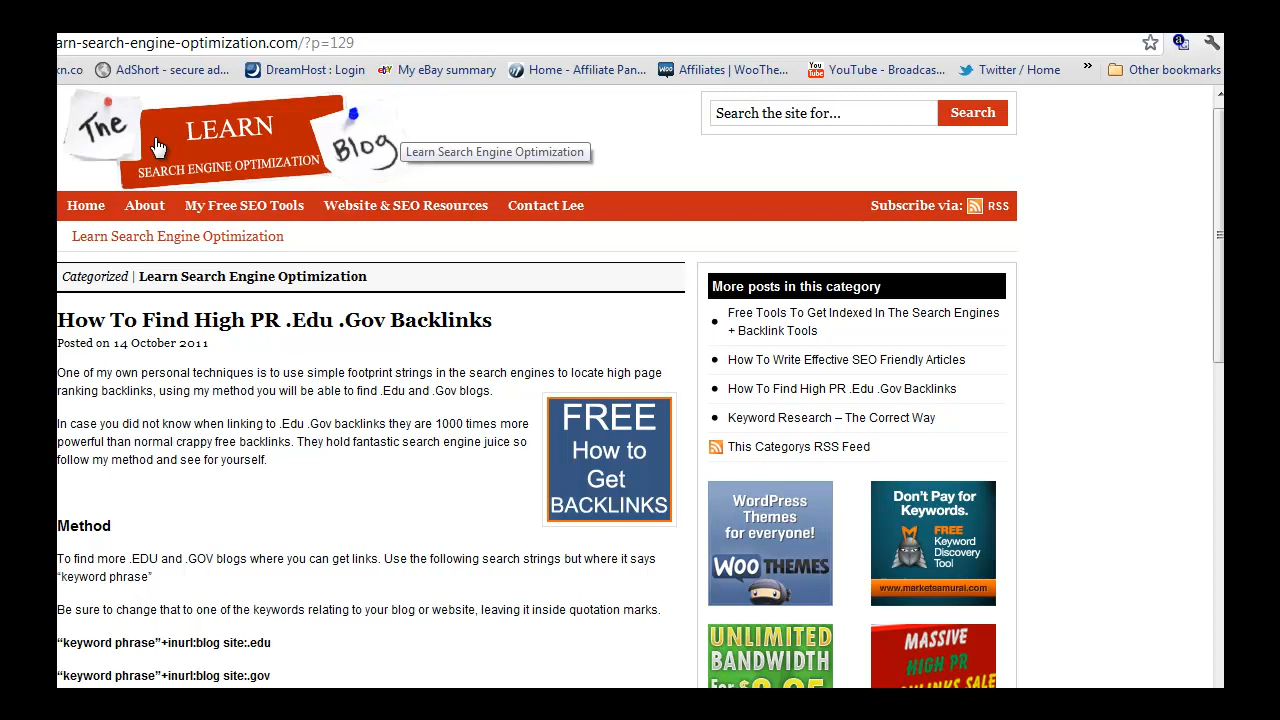 arn-search-engine-optimization.com/?p=129
rn.co AdShort - secure ad... DreamHost : Login My eBay summary Home - Affiliate Pan... Affiliates | WooThe... YouTube - Broadcas... Twitter / Home » Other bookmarks
The LEARN SEARCH ENGINE OPTIMIZATION Blog
Learn Search Engine Optimization
Search the site for... Search
Home About My Free SEO Tools Website & SEO Resources Contact Lee Subscribe via: RSS
Learn Search Engine Optimization
Categorized | Learn Search Engine Optimization
How To Find High PR .Edu .Gov Backlinks
Posted on 14 October 2011
One of my own personal techniques is to use simple footprint strings in the search engines to locate high page
ranking backlinks, using my method you will be able to find .Edu and .Gov blogs.
In case you did not know when linking to .Edu .Gov backlinks they are 1000 times more
powerful than normal crappy free backlinks. They hold fantastic search engine juice so
follow my method and see for yourself.
FREE
How to
Get
BACKLINKS
Method
To find more .EDU and .GOV blogs where you can get links. Use the following search strings but where it says
“keyword phrase”
Be sure to change that to one of the keywords relating to your blog or website, leaving it inside quotation marks.
“keyword phrase”+inurl:blog site:.edu
“keyword phrase”+inurl:blog site:.gov
More posts in this category
Free Tools To Get Indexed In The Search Engines
+ Backlink Tools
How To Write Effective SEO Friendly Articles
How To Find High PR .Edu .Gov Backlinks
Keyword Research – The Correct Way
This Categorys RSS Feed
WordPress
Themes
for everyone!
WOO THEMES
Don't Pay for
Keywords.
FREE
Keyword
Discovery
Tool
www.marketsamurai.com
UNLIMITED
BANDWIDTH
MASSIVE
HIGH PR